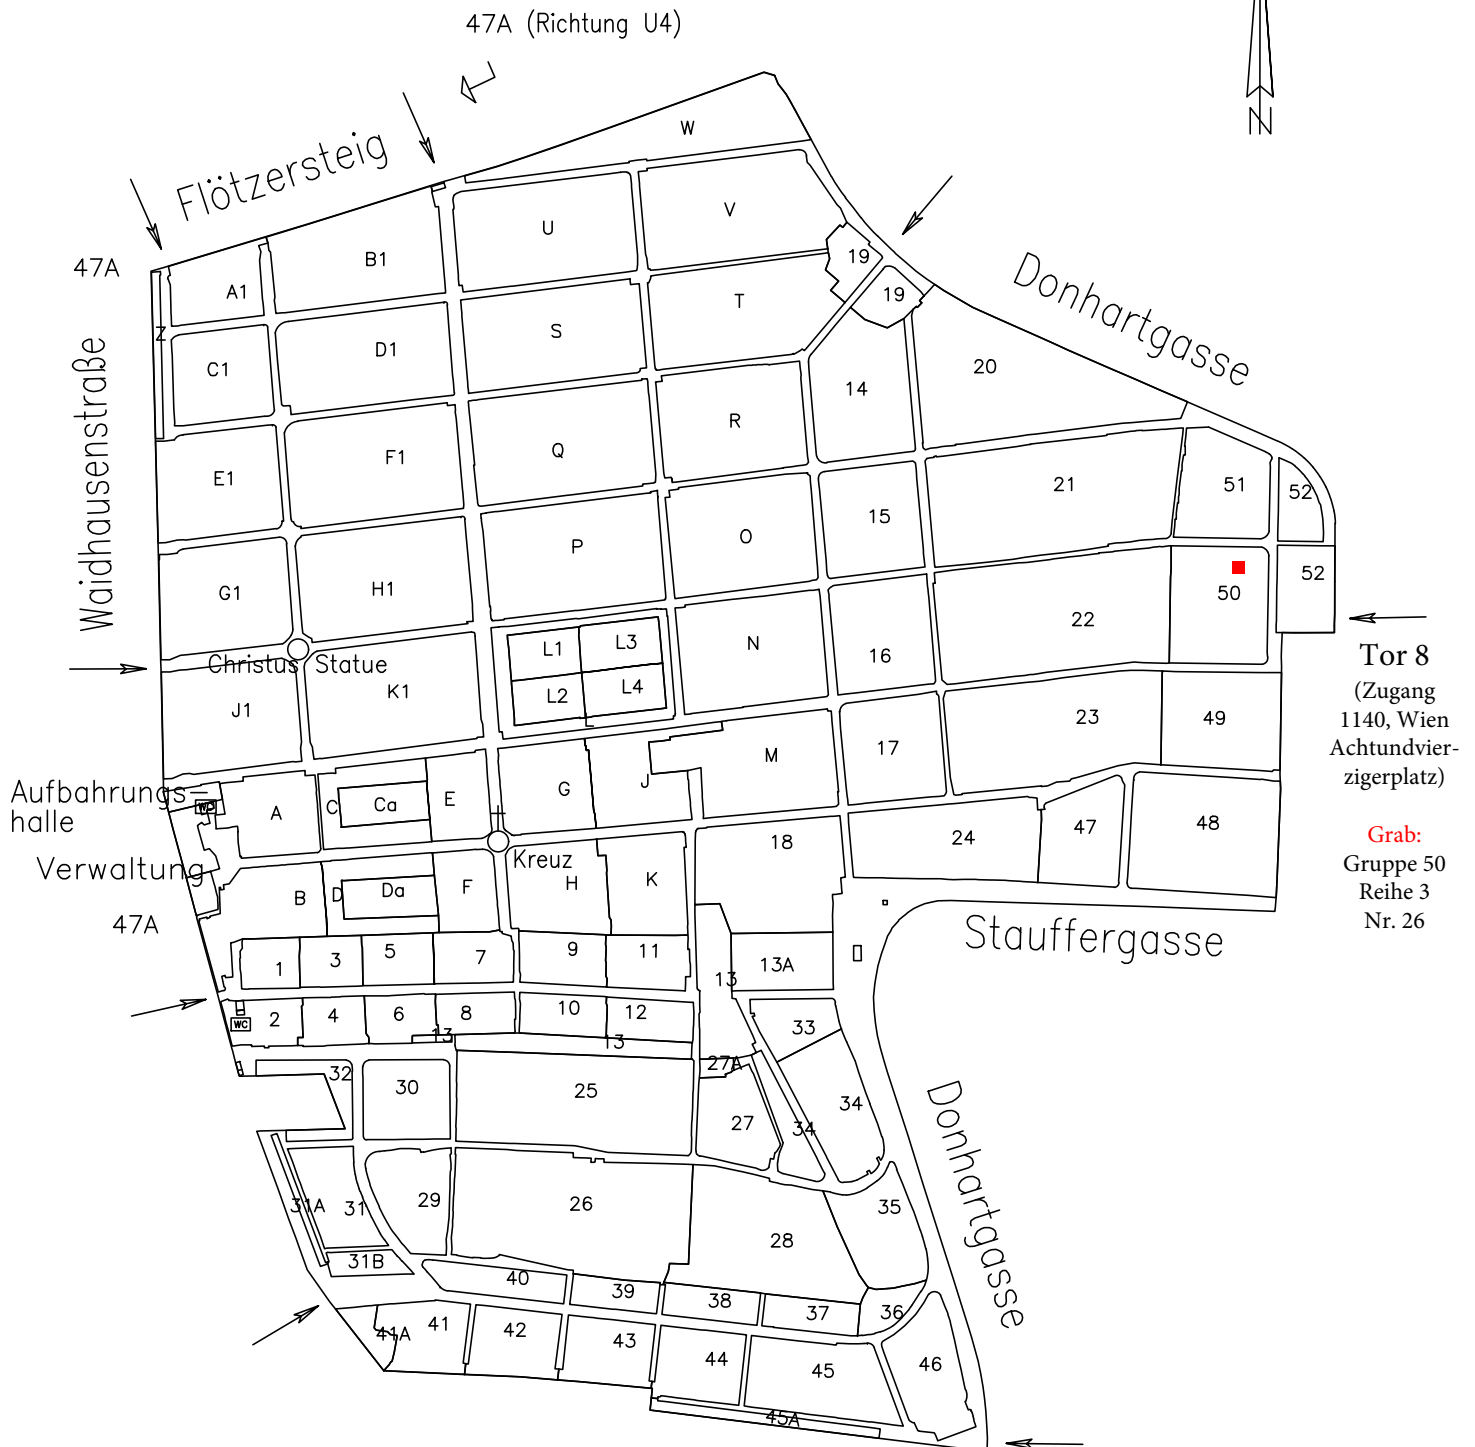 47A (Richtung U4)
N
Flötzersteig
W
V
U
B1
19
47A
A1
19
Donhartgasse
T
Z
S
D1
C1
20
14
Waidhausenstraße
R
Q
F1
E1
21
51
52
15
O
P
50
52
G1
H1
22
L1
L3
N
16
Christus Statue
L2
L4
K1
J1
23
49
17
M
Tor 8
(Zugang
1140, Wien
Achtundvier-
zigerplatz)
Aufbahrungs-
halle
WC
A
C
Ca
E
G
J
18
24
47
48
Grab:
Gruppe 50
Reihe 3
Nr. 26
Verwaltung
Kreuz
B
D
Da
F
H
K
47A
Stauffergasse
1
3
5
7
9
11
13
13A
WC
2
4
6
8
10
12
13
13
33
32
30
25
27A
27
34
34
Donhartgasse
31A
31
29
26
28
35
31B
40
39
38
37
36
41A
41
42
43
44
45
46
45A